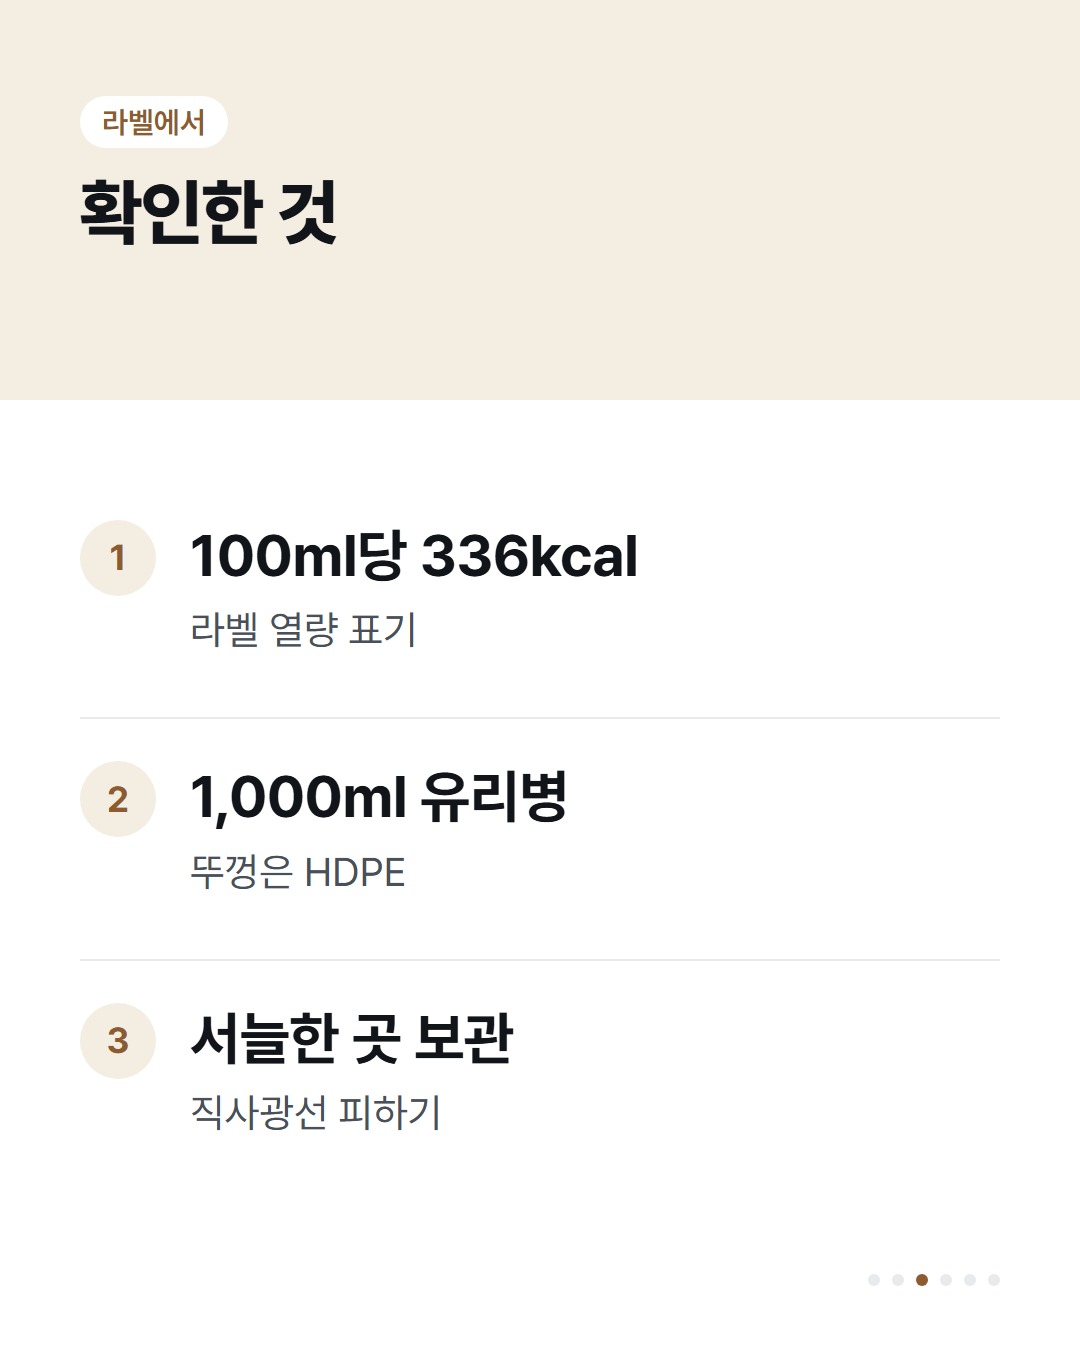 라벨에서
확인한 것
1
100ml당 336kcal
라벨 열량 표기
2
1,000ml 유리병
뚜껑은 HDPE
3
서늘한 곳 보관
직사광선 피하기